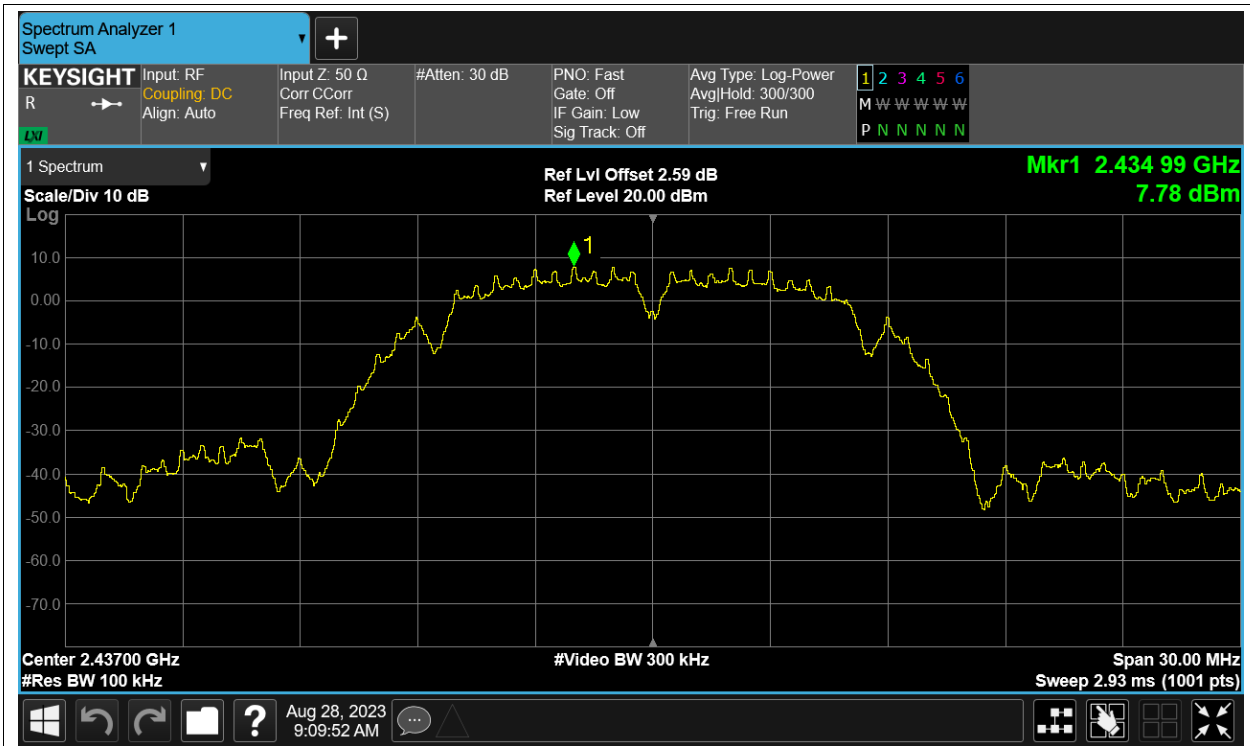 Spectrum Analyzer 1
Swept SA
KEYSIGHT
R
LXI
Input: RF
Coupling: DC
Align: Auto
Input Z: 50 Ω
Corr CCorr
Freq Ref: Int (S)
#Atten: 30 dB
PNO: Fast
Gate: Off
IF Gain: Low
Sig Track: Off
Avg Type: Log-Power
Avg|Hold: 300/300
Trig: Free Run
1 2 3 4 5 6
M W W W W W
P N N N N N
1 Spectrum
Scale/Div 10 dB
Log
Ref Lvl Offset 2.59 dB
Ref Level 20.00 dBm
Mkr1 2.434 99 GHz
7.78 dBm
1
10.0
0.00
-10.0
-20.0
-30.0
-40.0
-50.0
-60.0
-70.0
Center 2.43700 GHz
#Res BW 100 kHz
#Video BW 300 kHz
Span 30.00 MHz
Sweep 2.93 ms (1001 pts)
?
Aug 28, 2023
9:09:52 AM